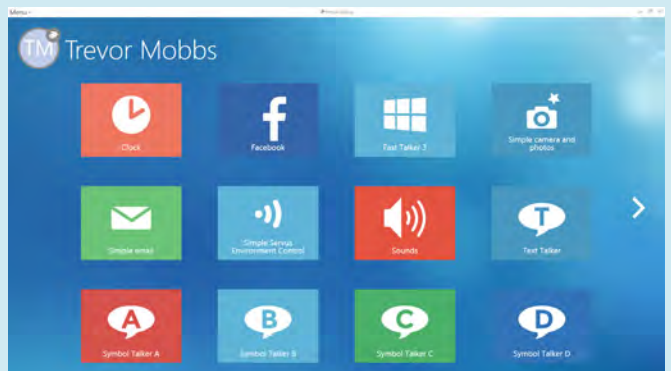 Menu
TM Trevor Mobbs
Clock
Facebook
Text Talker 2
Simple camera and
photos
Simple email
Simple Servus
Environment Control
Sounds
T
Text Talker
A
Symbol Talker A
B
Symbol Talker B
C
Symbol Talker C
D
Symbol Talker D